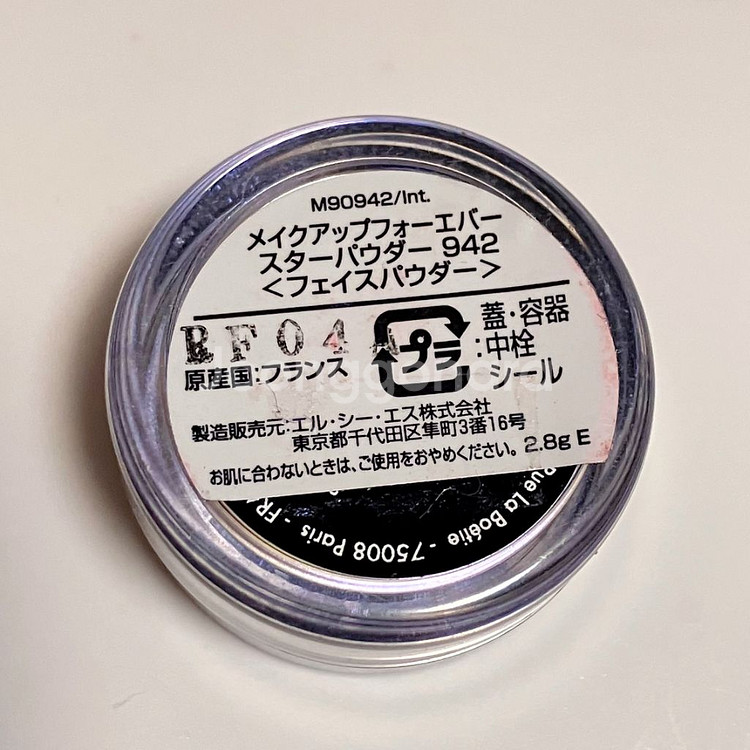 M90942/Int.
メイクアップフォーエバー
スターパウダー 942
<フェイスパウダー>
RF04A
プラ
蓋・容器
:中栓
シール
原産国:フランス
製造販売元:エル・シー・エス株式会社
東京都千代田区隼町3番16号
お肌に合わないときは、ご使用をおやめください。 2.8g E
Rue La Boétie - 75008 Paris -